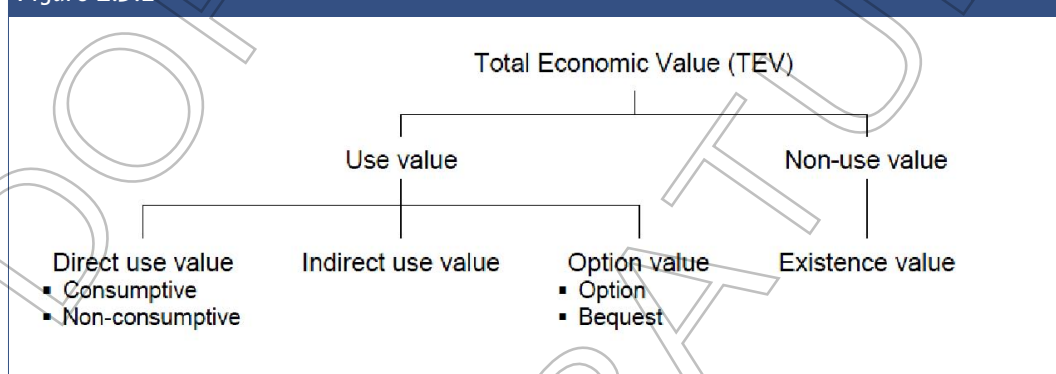 Total Economic Value (TEV)
Use value
Non-use value
Direct use value
▪ Consumptive
▪ Non-consumptive
Indirect use value
Option value
▪ Option
▪ Bequest
Existence value